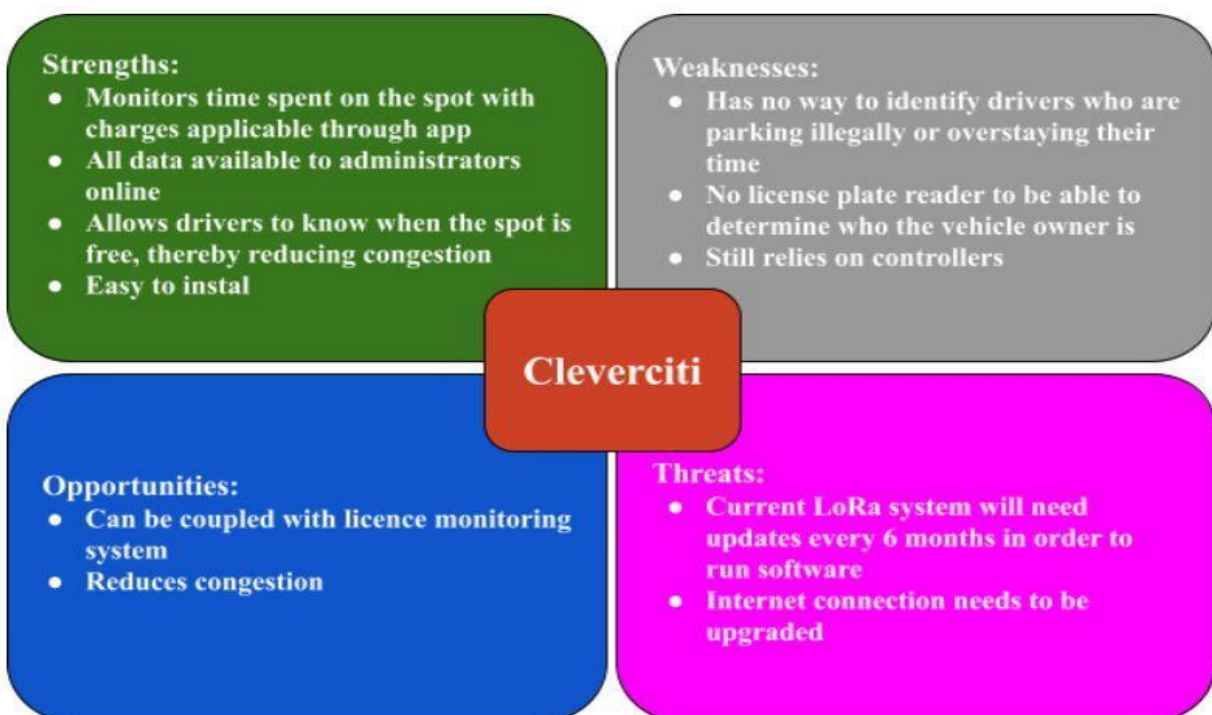 Strengths:
● Monitors time spent on the spot with
charges applicable through app
● All data available to administrators
online
● Allows drivers to know when the spot is
free, thereby reducing congestion
● Easy to instal
Weaknesses:
● Has no way to identify drivers who are
parking illegally or overstaying their
time
● No license plate reader to be able to
determine who the vehicle owner is
● Still relies on controllers
Cleverciti
Opportunities:
● Can be coupled with licence monitoring
system
● Reduces congestion
Threats:
● Current LoRa system will need
updates every 6 months in order to
run software
● Internet connection needs to be
upgraded